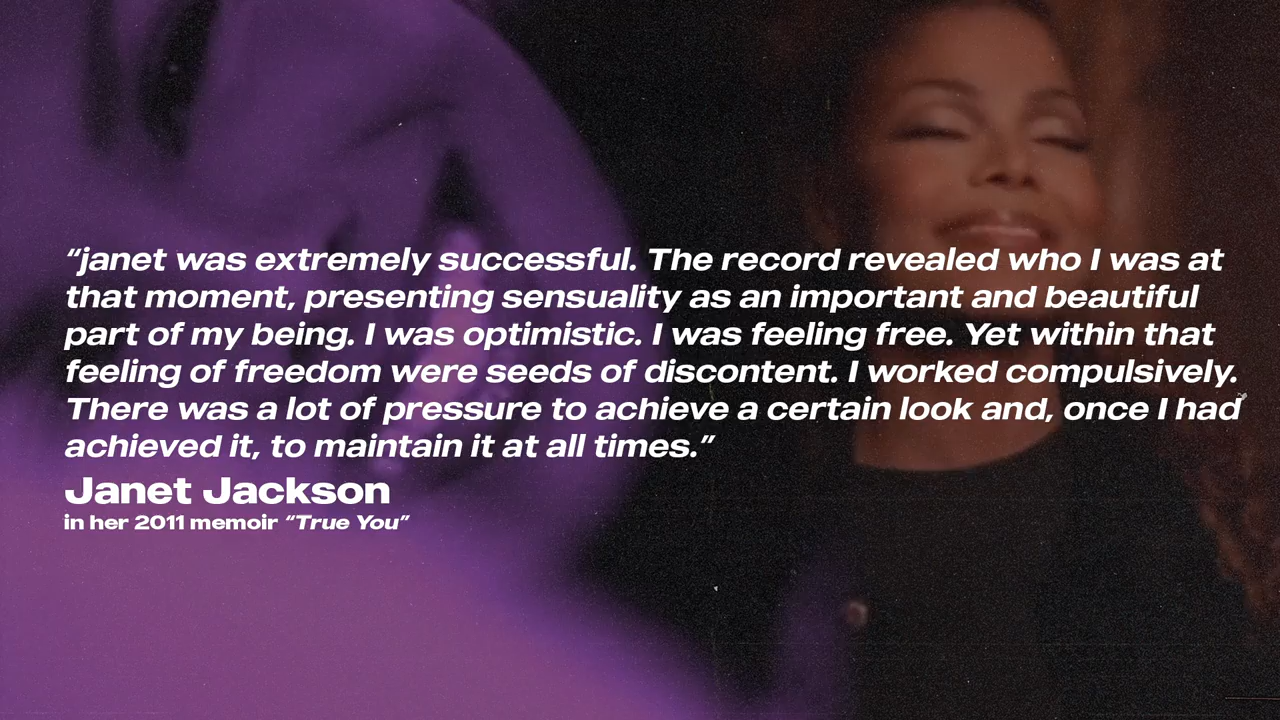 “janet was extremely successful. The record revealed who I was at
that moment, presenting sensuality as an important and beautiful
part of my being. I was optimistic. I was feeling free. Yet within that
feeling of freedom were seeds of discontent. I worked compulsively.
There was a lot of pressure to achieve a certain look and, once I had
achieved it, to maintain it at all times.”
Janet Jackson
in her 2011 memoir “True You”